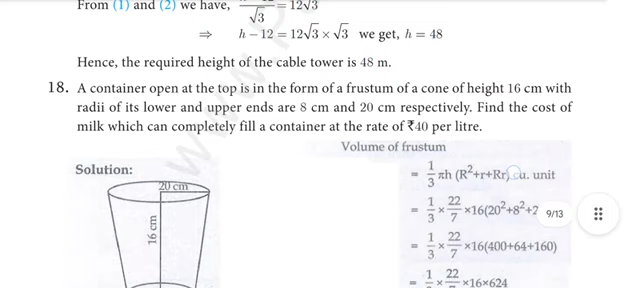 From (1) and (2) we have, = 12√3
√3
⇒ h − 12 = 12√3 × √3 we get, h = 48
Hence, the required height of the cable tower is 48 m.
18. A container open at the top is in the form of a frustum of a cone of height 16 cm with
radii of its lower and upper ends are 8 cm and 20 cm respectively. Find the cost of
milk which can completely fill a container at the rate of ₹40 per litre.
Volume of frustum
Solution:
= 1/3 πh (R²+r+Rr) cu. unit
20 cm
= 1/3 × 22/7 ×16(20²+8²+2
9/13
16 cm
= 1/3 × 22/7 ×16(400+64+160)
= 1/3 × 22/7 ×16×624